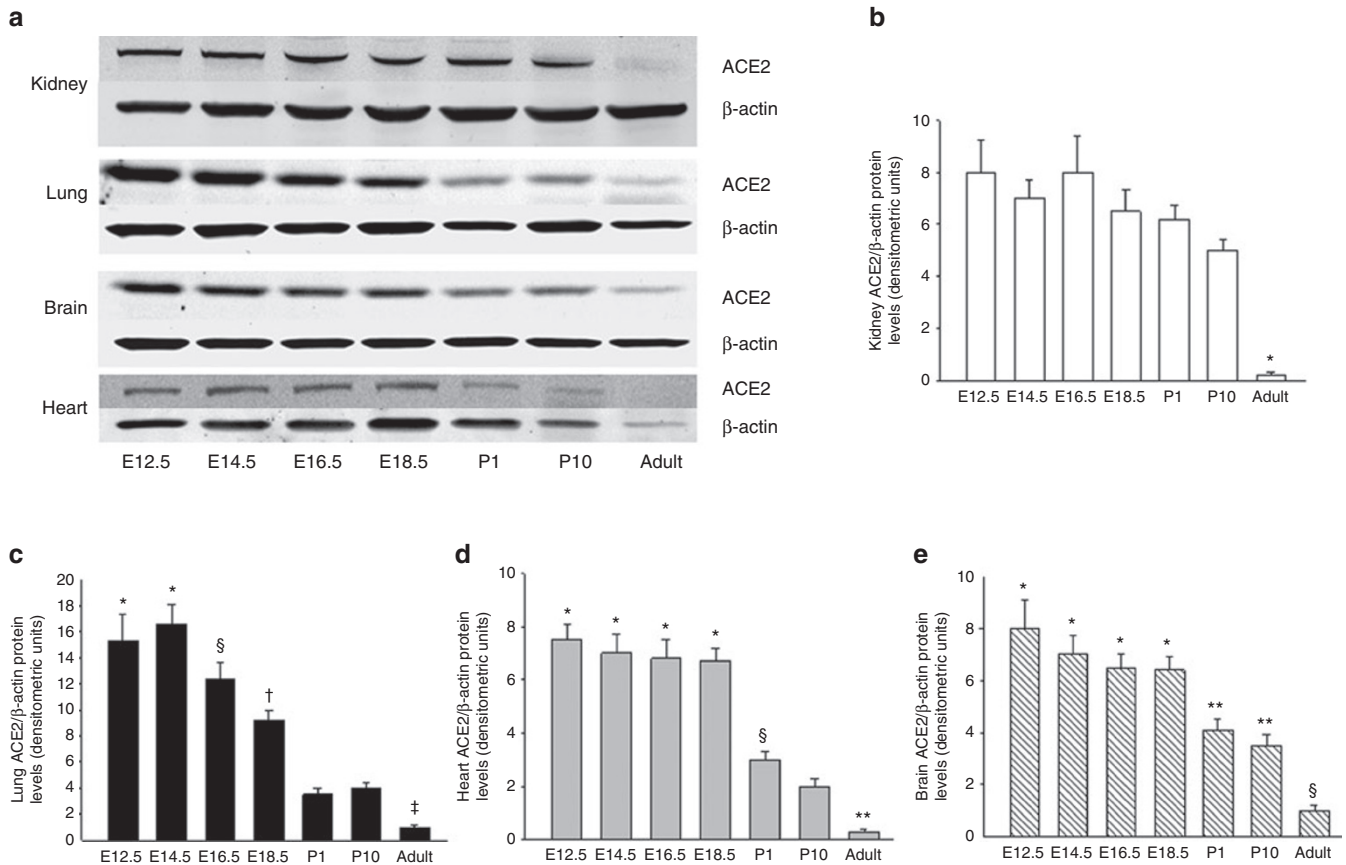 a
Kidney
ACE2
β-actin
Lung
ACE2
β-actin
Brain
ACE2
β-actin
Heart
ACE2
β-actin
E12.5 E14.5 E16.5 E18.5 P1 P10 Adult
b
Kidney ACE2/β-actin protein
levels (densitometric units)
10
8
6
4
2
0
*
E12.5 E14.5 E16.5 E18.5 P1 P10 Adult
c
Lung ACE2/β-actin protein
levels (densitometric units)
20
18
16
14
12
10
8
6
4
2
0
* * § † ‡
E12.5 E14.5 E16.5 E18.5 P1 P10 Adult
d
Heart ACE2/β-actin protein
levels (densitometric units)
10
8
6
4
2
0
* * * * § **
E12.5 E14.5 E16.5 E18.5 P1 P10 Adult
e
Brain ACE2/β-actin protein
levels (densitometric units)
10
8
6
4
2
0
* * * * ** ** §
E12.5 E14.5 E16.5 E18.5 P1 P10 Adult